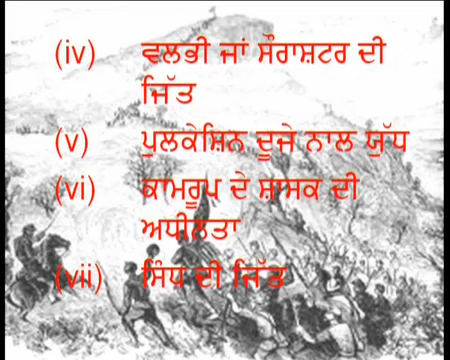 (iv) ਵਲਭੀ ਜਾਂ ਸੌਰਾਸ਼ਟਰ ਦੀ
ਜਿੱਤ
(v) ਪੁਲਕੇਸ਼ਿਨ ਦੂਜੇ ਨਾਲ ਯੁੱਧ
(vi) ਕਾਮਰੂਪ ਦੇ ਸ਼ਾਸਕ ਦੀ
ਅਧੀਨਤਾ
(vii) ਸਿੰਧ ਦੀ ਜਿੱਤ